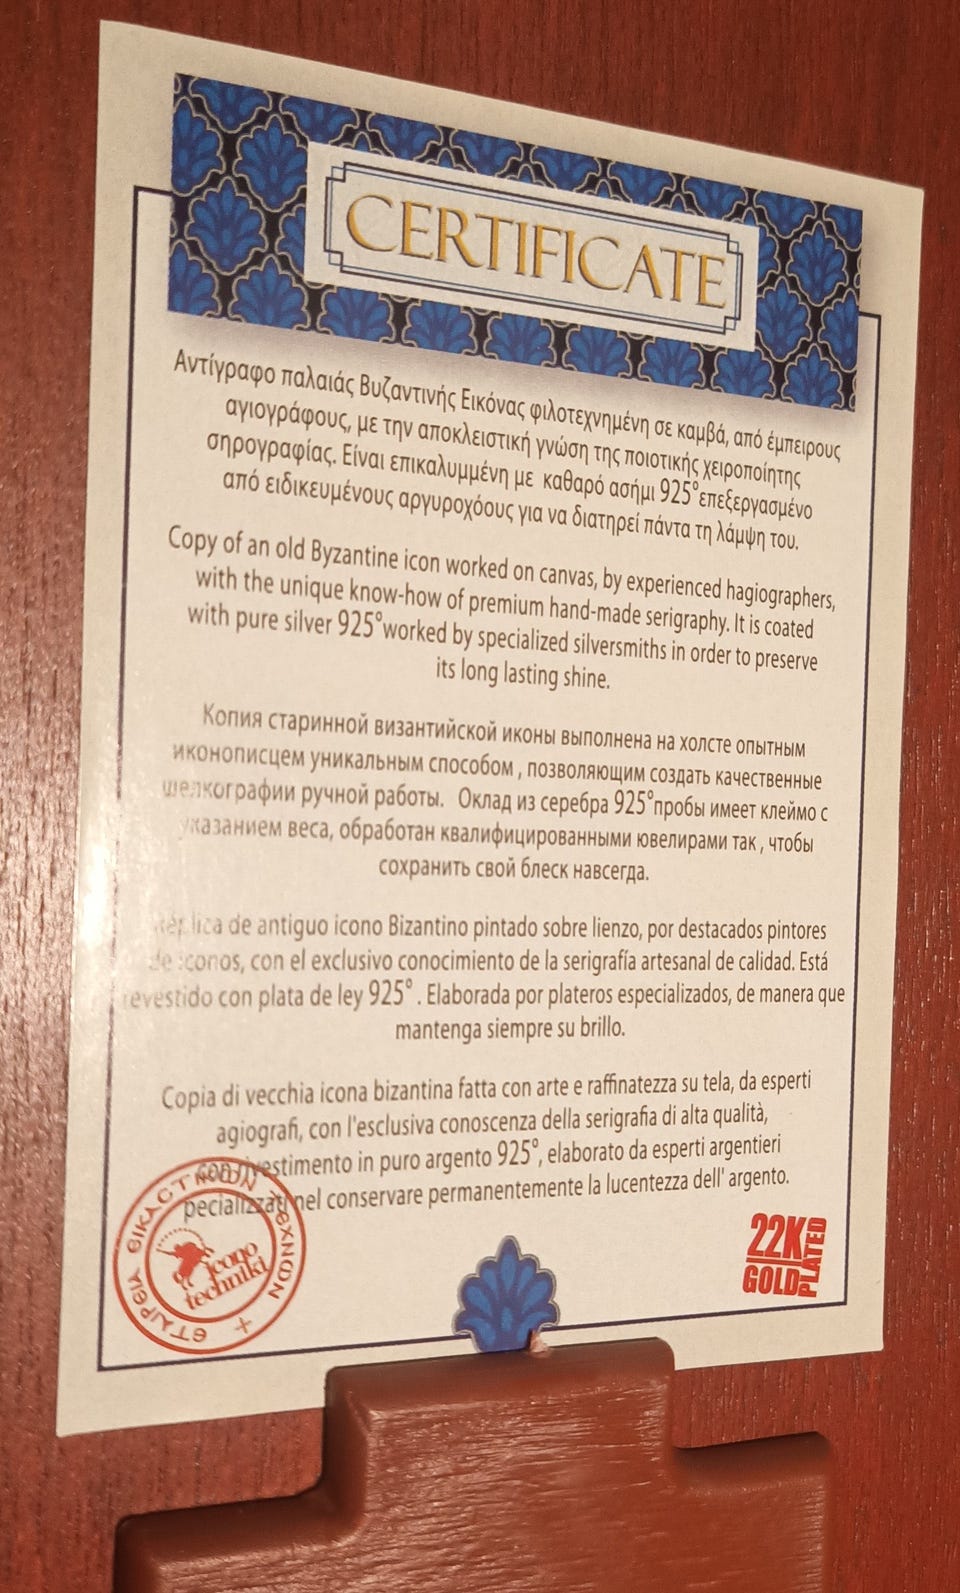 CERTIFICATE
Αντίγραφο παλαιάς Βυζαντινής Εικόνας φιλοτεχνημένη σε καμβά, από έμπειρους
αγιογράφους, με την αποκλειστική γνώση της ποιοτικής χειροποίητης
σηρογραφίας. Είναι επικαλυμμένη με καθαρό ασήμι 925°επεξεργασμένο
από ειδικευμένους αργυροχόους για να διατηρεί πάντα τη λάμψη του.
Copy of an old Byzantine icon worked on canvas, by experienced hagiographers,
with the unique know-how of premium hand-made serigraphy. It is coated
with pure silver 925°worked by specialized silversmiths in order to preserve
its long lasting shine.
Копия старинной византийской иконы выполнена на холсте опытным
иконописцем уникальным способом , позволяющим создать качественные
шелкографии ручной работы. Оклад из серебра 925°пробы имеет клеймо с
указанием веса, обработан квалифицированными ювелирами так , чтобы
сохранить свой блеск навсегда.
Réplica de antiguo icono Bizantino pintado sobre lienzo, por destacados pintores
de iconos, con el exclusivo conocimiento de la serigrafía artesanal de calidad. Está
revestido con plata de ley 925° . Elaborada por plateros especializados, de manera que
mantenga siempre su brillo.
Copia di vecchia icona bizantina fatta con arte e raffinatezza su tela, da esperti
agiografi, con l'esclusiva conoscenza della serigrafia di alta qualità,
con rivestimento in puro argento 925°, elaborato da esperti argentieri
pecializzati nel conservare permanentemente la lucentezza dell' argento.
ΕΤΑΙΡΕΙΑ ΕΙΚΑΣΤΙΚΩΝ ΤΕΧΝΩΝ
icono
techniki
22K
GOLD
PLATED